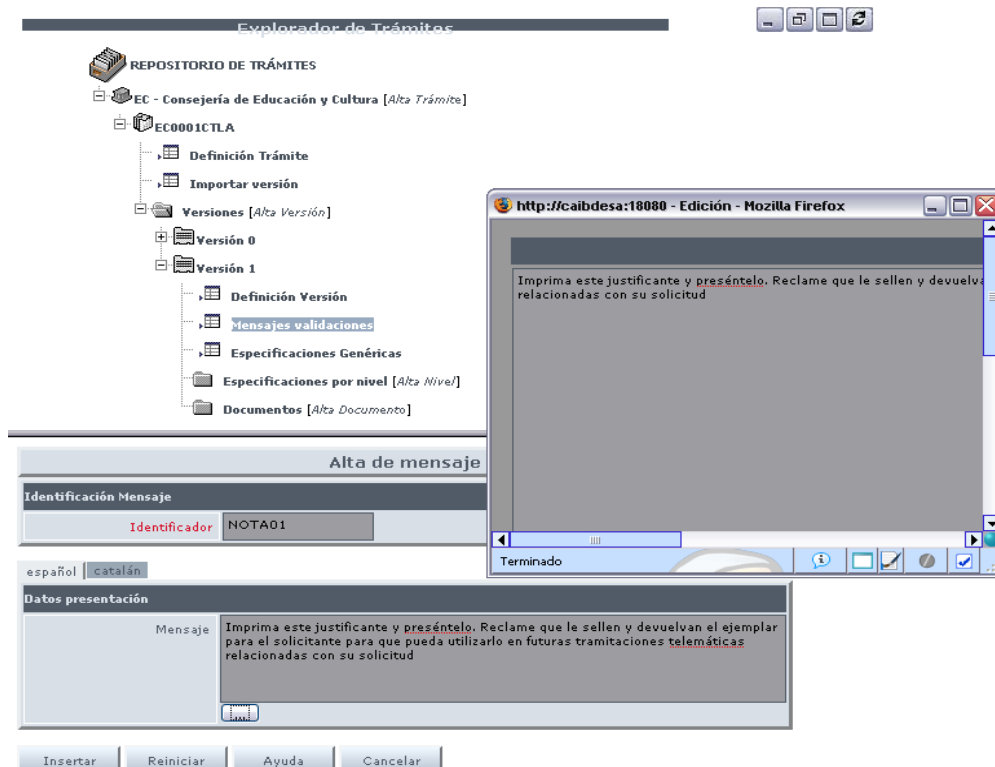 Explorador de Trámites
REPOSITORIO DE TRÁMITES
EC - Consejería de Educación y Cultura [Alta Trámite]
EC0001CTLA
Definición Trámite
Importar versión
Versiones [Alta Versión]
Versión 0
Versión 1
Definición Versión
Mensajes validaciones
Especificaciones Genéricas
Especificaciones por nivel [Alta Nivel]
Documentos [Alta Documento]
http://caibdesa:18080 - Edición - Mozilla Firefox
Imprima este justificante y preséntelo. Reclame que le sellen y devuelva
relacionadas con su solicitud
Terminado
Alta de mensaje
Identificación Mensaje
Identificador NOTA01
español catalán
Datos presentación
Mensaje Imprima este justificante y preséntelo. Reclame que le sellen y devuelvan el ejemplar
para el solicitante para que pueda utilizarlo en futuras tramitaciones telemáticas
relacionadas con su solicitud
...
Insertar Reiniciar Ayuda Cancelar